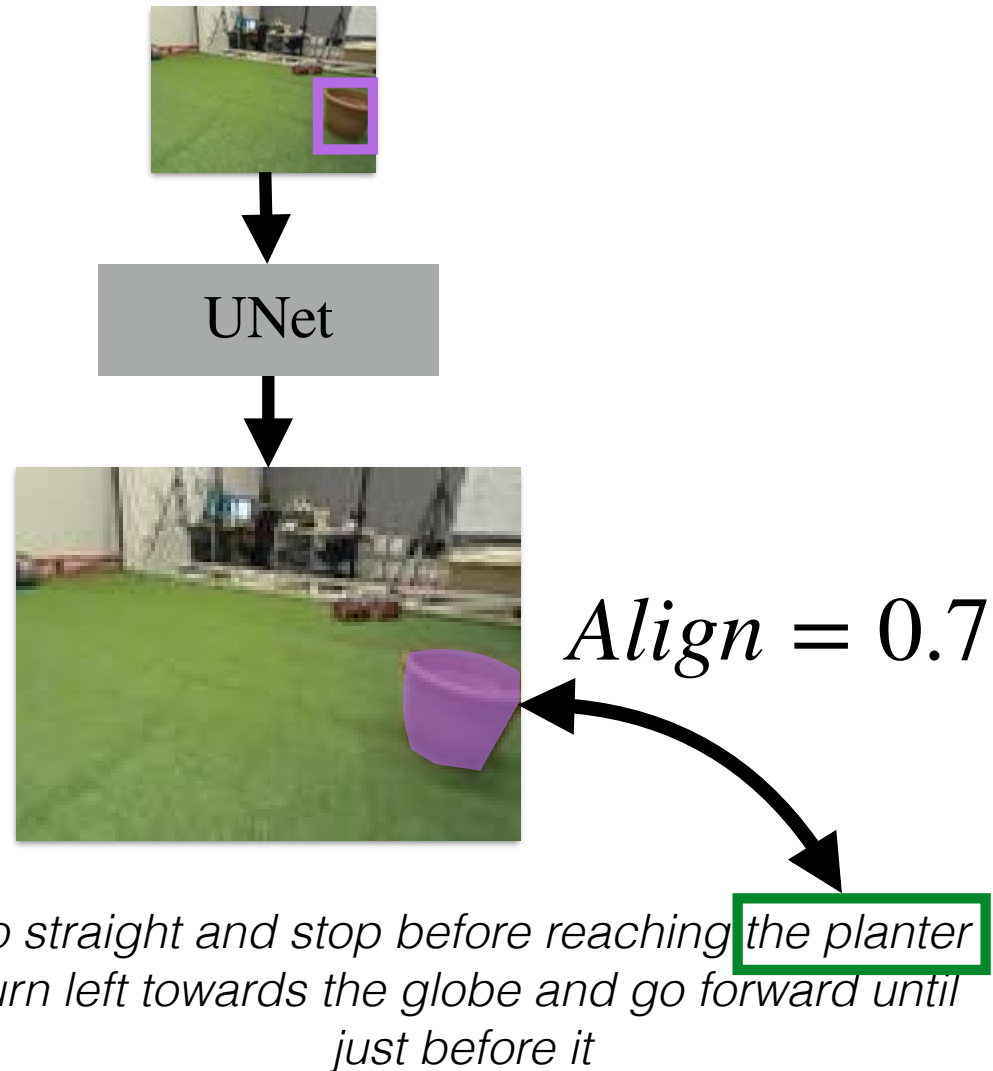 UNet
Align = 0.7
o straight and stop before reaching the planter
urn left towards the globe and go forward until
just before it